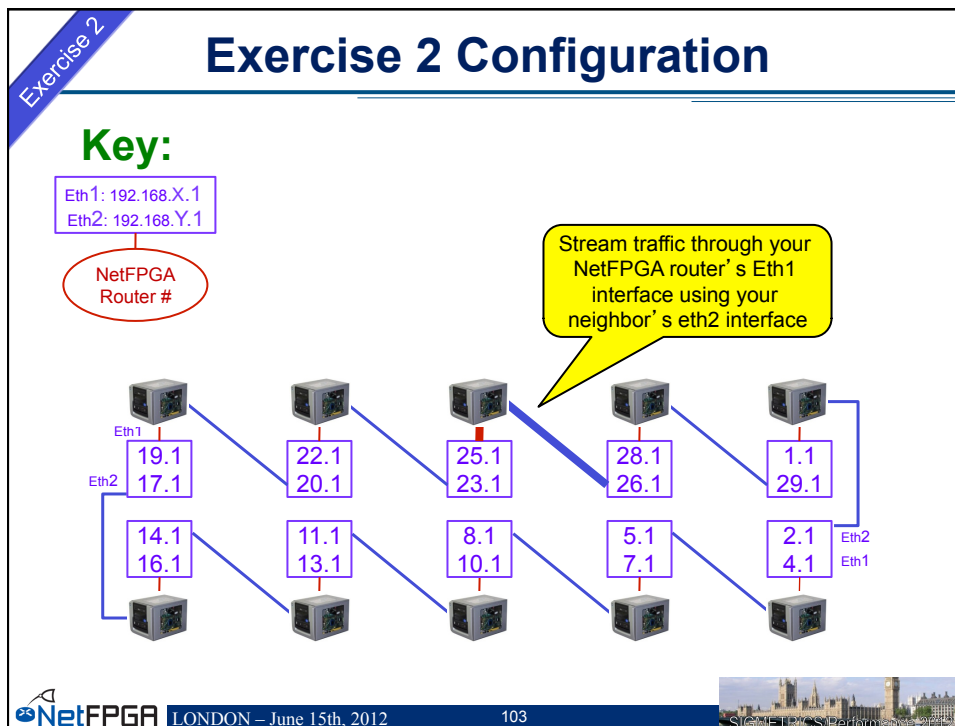 Exercise 2
Exercise 2 Configuration
Key:
Eth1: 192.168.X.1
Eth2: 192.168.Y.1
NetFPGA
Router #
Stream traffic through your
NetFPGA router's Eth1
interface using your
neighbor's eth2 interface
Eth1
19.1
22.1
25.1
28.1
1.1
Eth2
17.1
20.1
23.1
26.1
29.1
14.1
11.1
8.1
5.1
2.1
Eth2
16.1
13.1
10.1
7.1
4.1
Eth1
NetFPGA
LONDON – June 15th, 2012
103
SIGMETRICS/Performance 2012